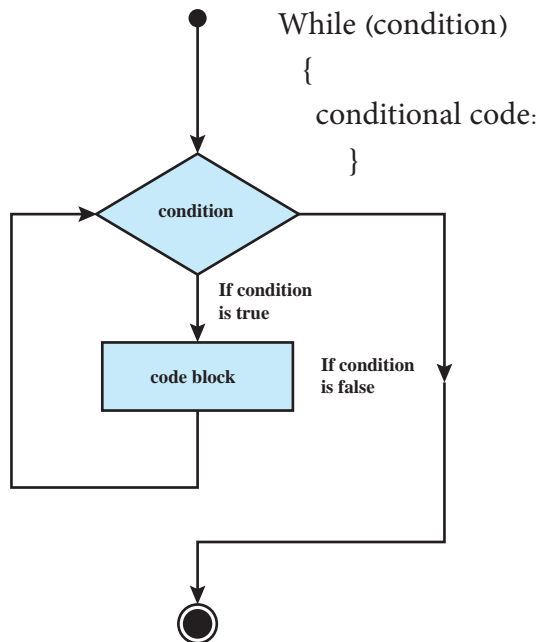 While (condition)
{
conditional code:
}
condition
If condition
is true
code block
If condition
is false